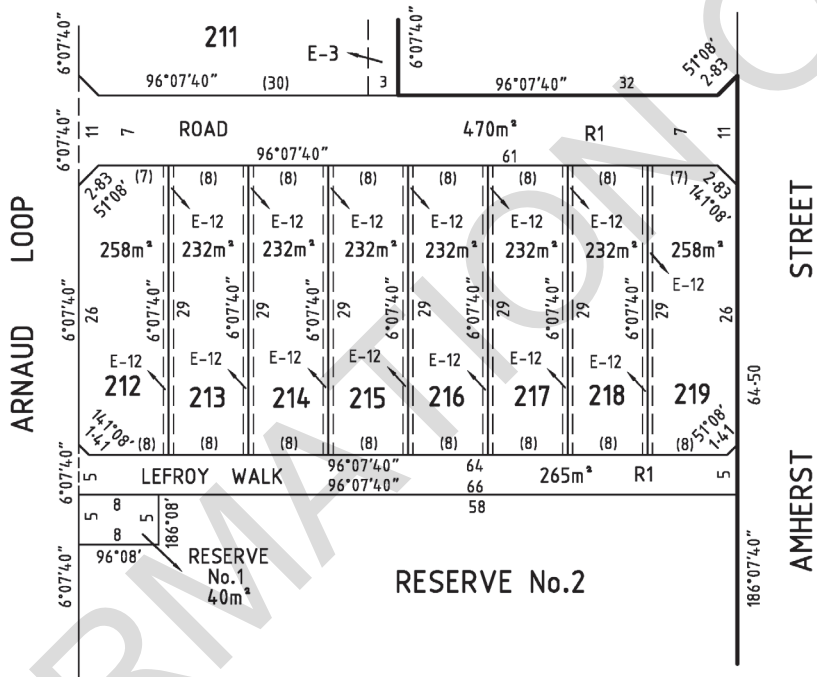 6°07'40"
211
E-3
6°07'40"
51°08'
2·83
96°07'40" (30) 3 96°07'40" 32
6°07'40"
11 7 ROAD 470m² R1 7 11
96°07'40" 61
2·83
51°08'
(7) (8) (8) (8) (8) (8) (8) (7)
2·83
141°08'
E-12 E-12 E-12 E-12 E-12 E-12
258m² 232m² 232m² 232m² 232m² 232m² 232m² 258m²
E-12
ARNAUD LOOP
6°07'40"
26
6°07'40" 29 6°07'40" 29 6°07'40" 29 6°07'40" 29 6°07'40" 29 6°07'40" 29 6°07'40" 29
26
64·50
AMHERST STREET
E-12 E-12 E-12 E-12 E-12 E-12 E-12
212 213 214 215 216 217 218 219
141°08'
1·41
(8) (8) (8) (8) (8) (8) (8) (8)
51°08'
1·41
6°07'40"
5 LEFROY WALK 96°07'40" 64 265m² R1 5
96°07'40" 66
58
8
5 5
8
186°08'
96°08'
6°07'40"
RESERVE
No.1
40m²
RESERVE No.2
186°07'40"
RMATION O